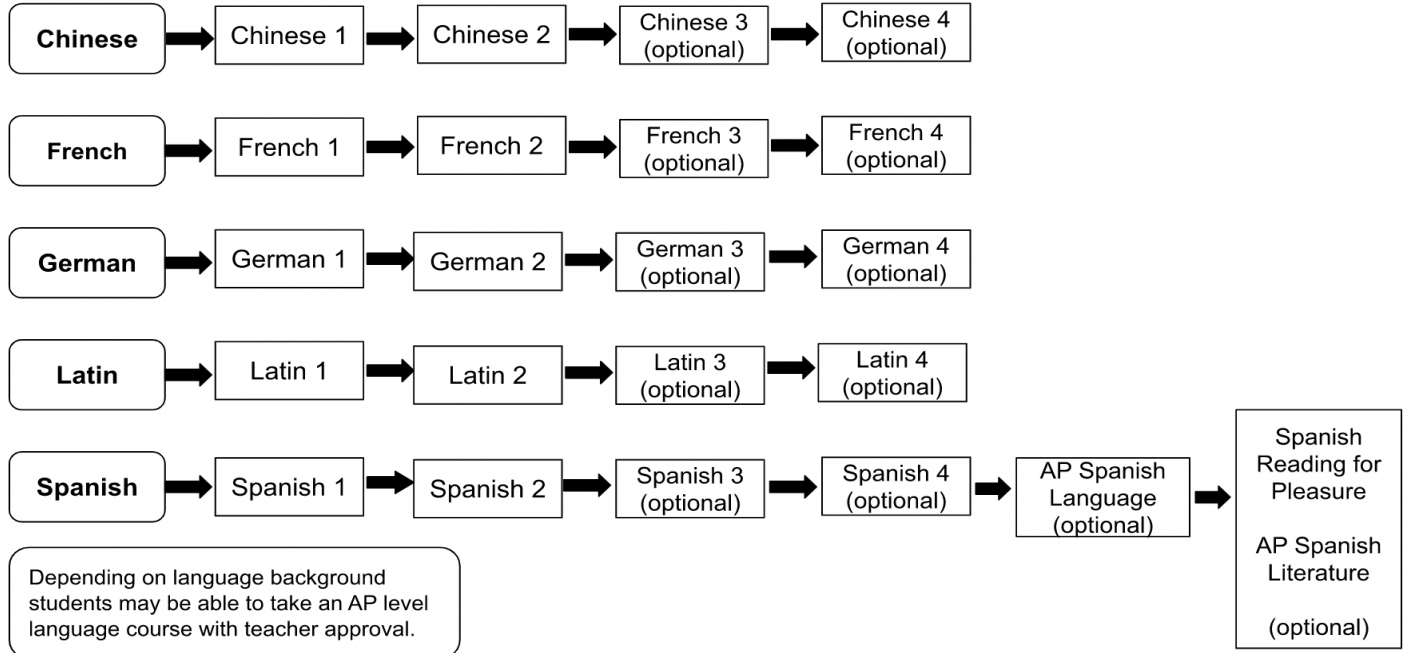 Chinese
Chinese 1
Chinese 2
Chinese 3
(optional)
Chinese 4
(optional)
French
French 1
French 2
French 3
(optional)
French 4
(optional)
German
German 1
German 2
German 3
(optional)
German 4
(optional)
Latin
Latin 1
Latin 2
Latin 3
(optional)
Latin 4
(optional)
Spanish
Spanish 1
Spanish 2
Spanish 3
(optional)
Spanish 4
(optional)
AP Spanish
Language
(optional)
Spanish
Reading for
Pleasure
AP Spanish
Literature
(optional)
Depending on language background
students may be able to take an AP level
language course with teacher approval.